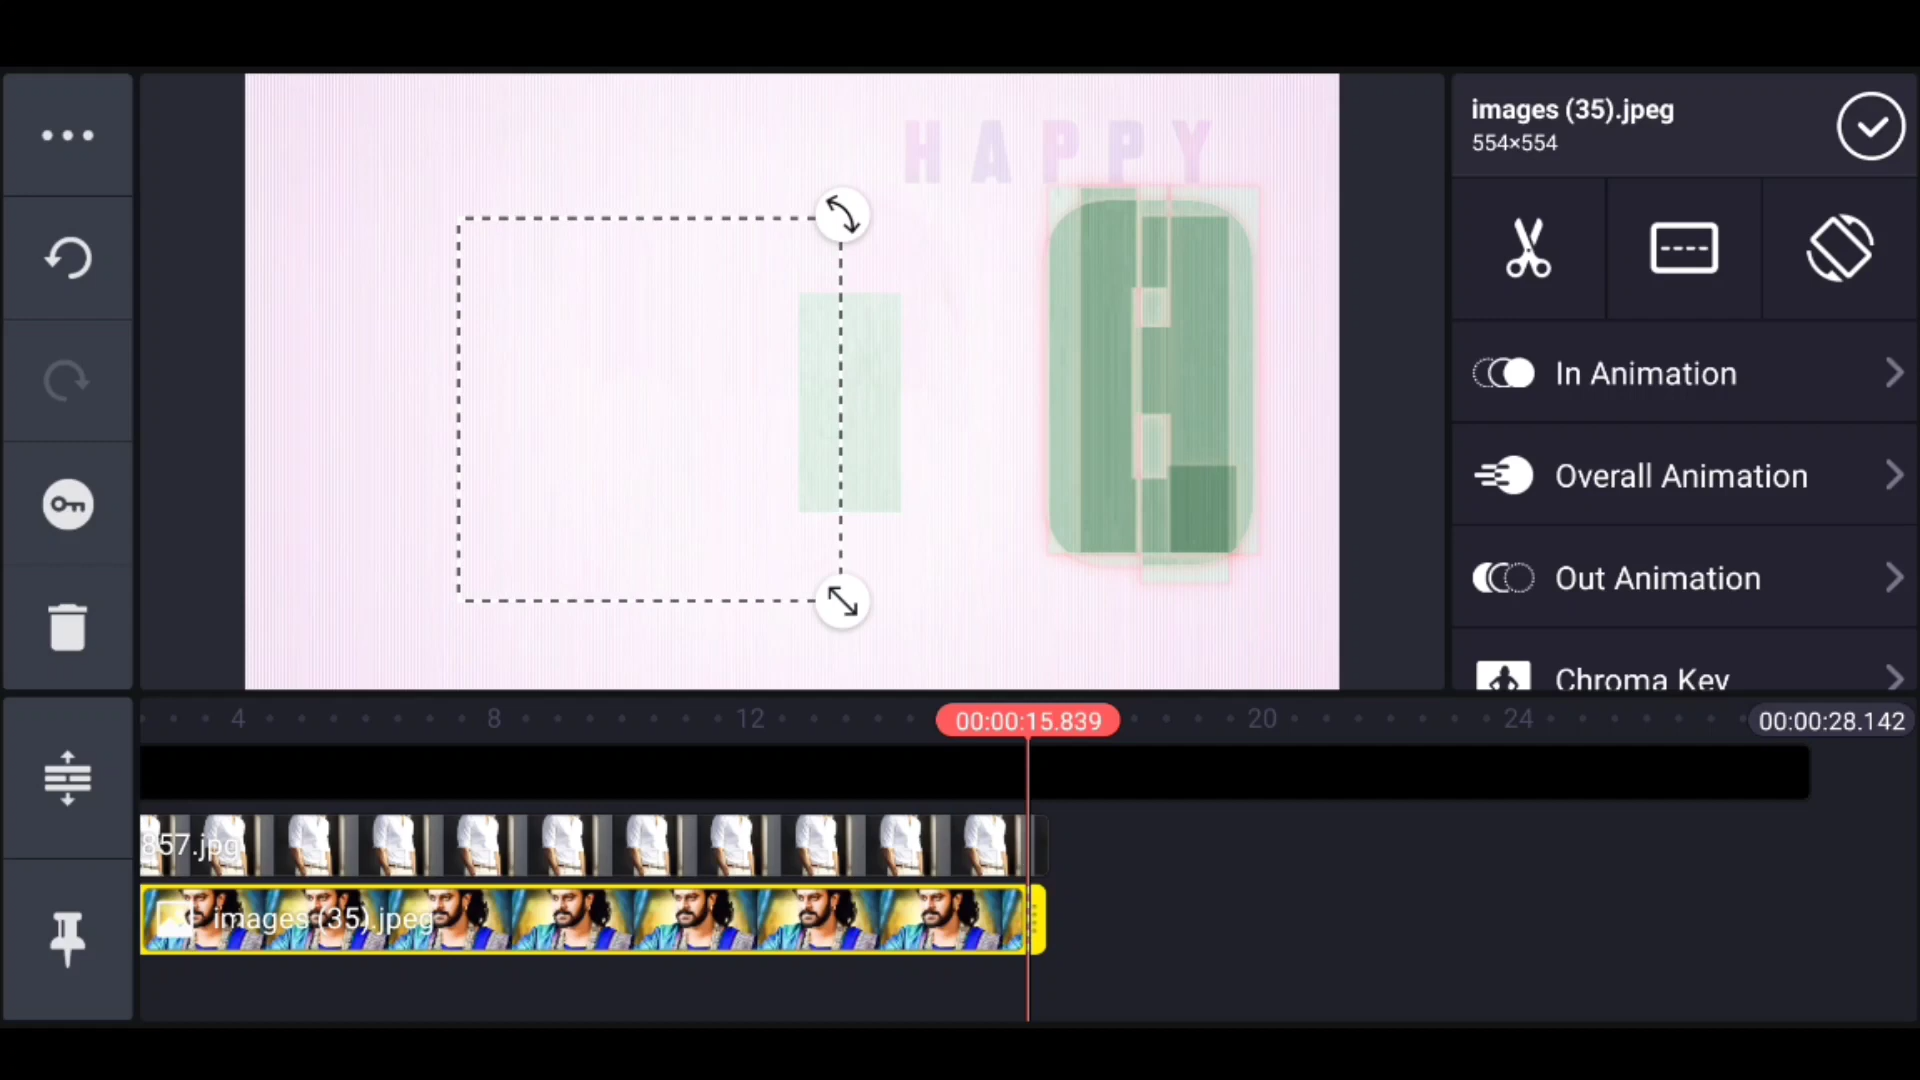 images (35).jpeg
554×554
HAPPY
In Animation
Overall Animation
Out Animation
Chroma Key
4
8
12
00:00:15.839
20
24
00:00:28.142
857.jpg
images (35).jpeg